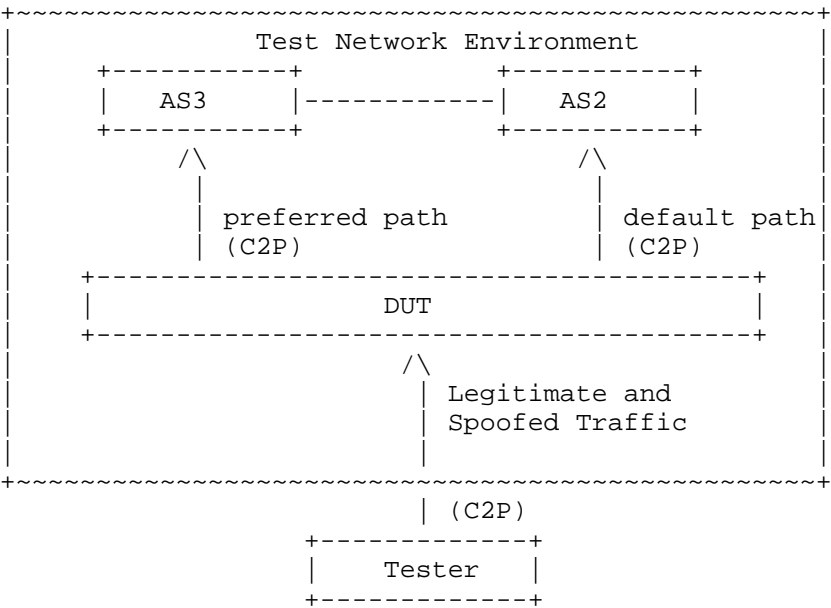 Test Network Environment
AS3 AS2
preferred path default path
(C2P) (C2P)
DUT
Legitimate and
Spoofed Traffic
(C2P)
Tester